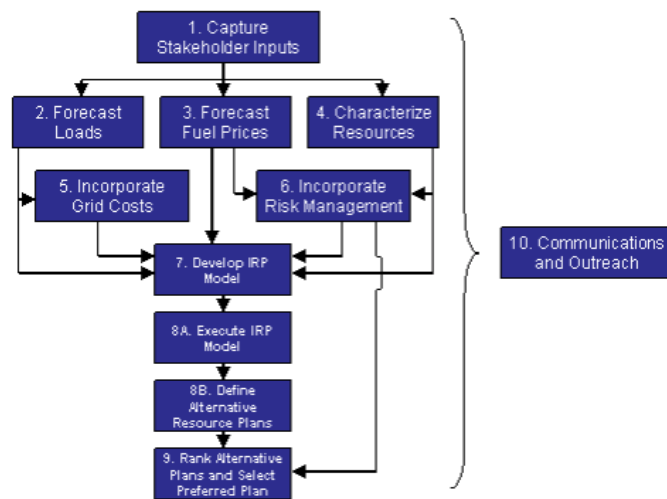 1. Capture
Stakeholder Inputs
2. Forecast
Loads
3. Forecast
Fuel Prices
4. Characterize
Resources
5. Incorporate
Grid Costs
6. Incorporate
Risk Management
7. Develop IRP
Model
8A. Execute IRP
Model
8B. Define
Alternative
Resource Plans
9. Rank Alternative
Plans and Select
Preferred Plan
10. Communications
and Outreach